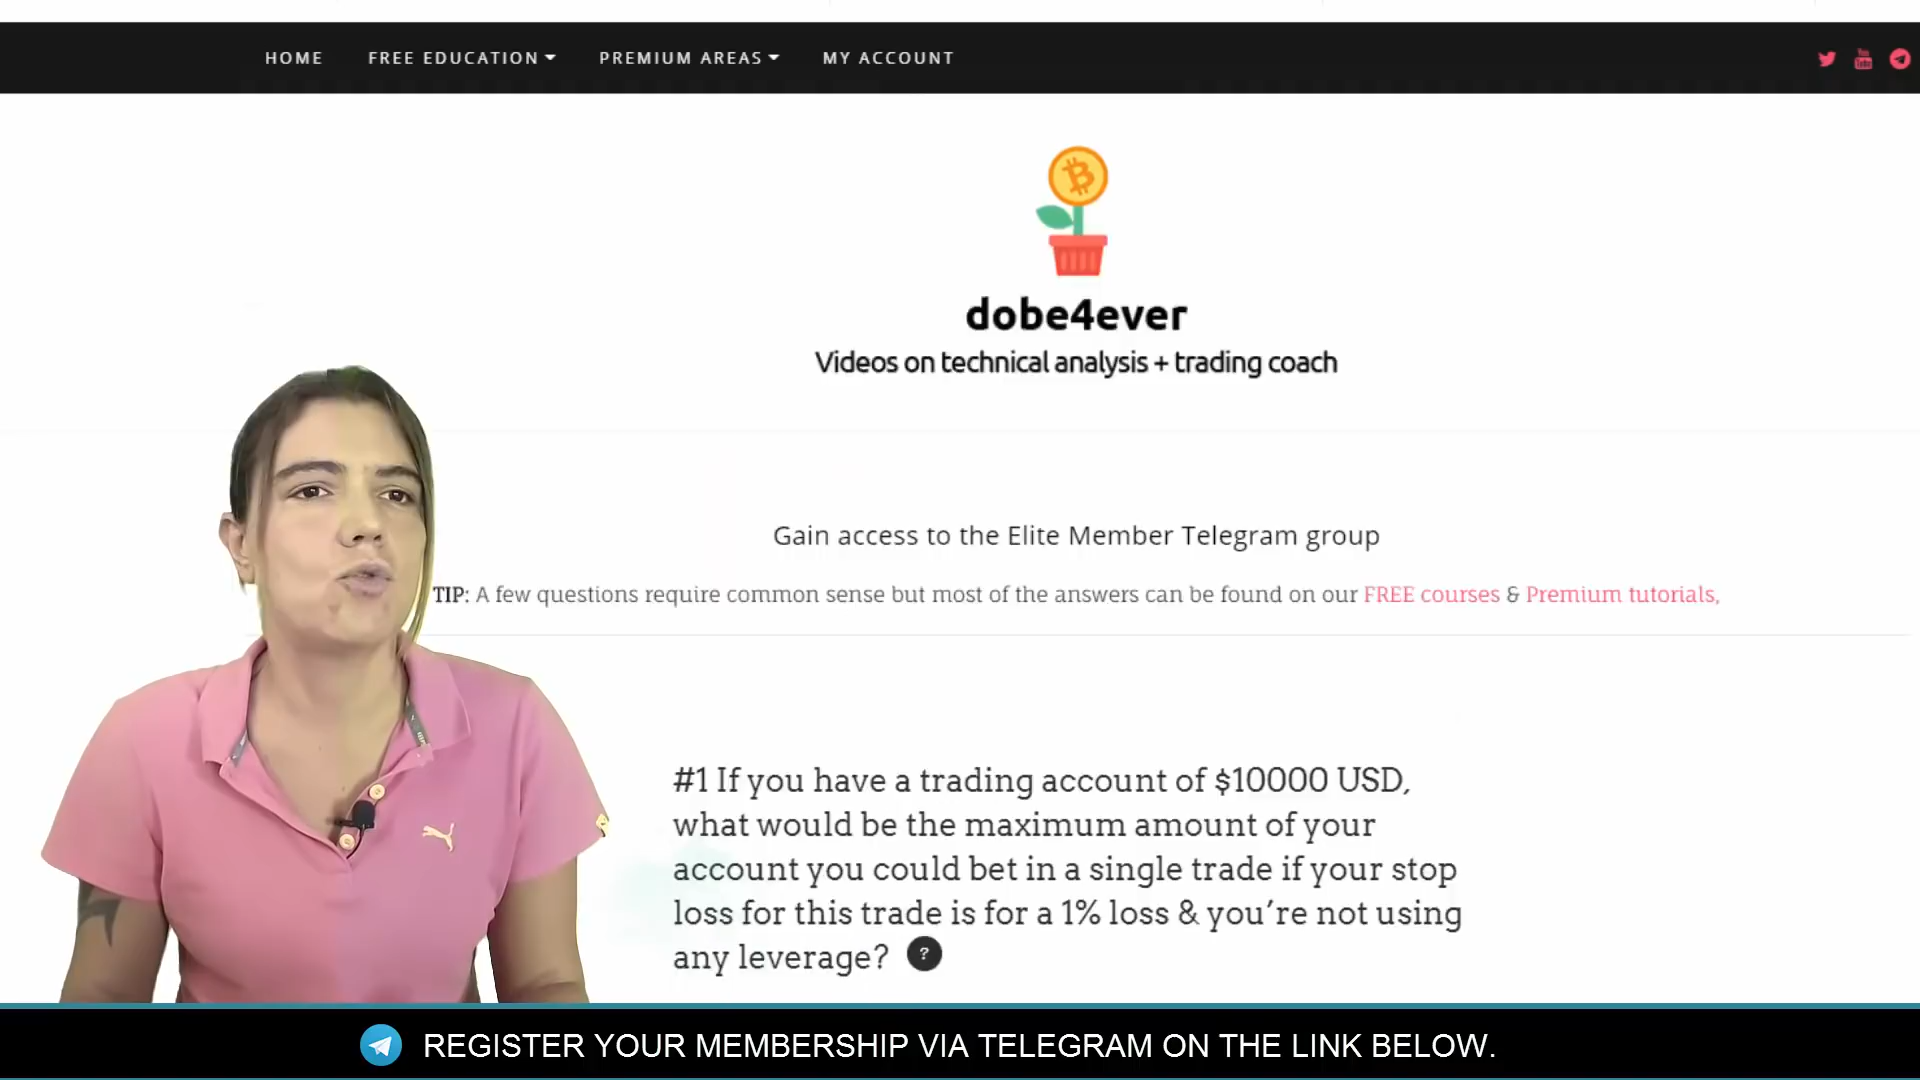 HOME FREE EDUCATION PREMIUM AREAS MY ACCOUNT
dobe4ever
Videos on technical analysis + trading coach
Gain access to the Elite Member Telegram group
TIP: A few questions require common sense but most of the answers can be found on our FREE courses & Premium tutorials,
#1 If you have a trading account of $10000 USD,
what would be the maximum amount of your
account you could bet in a single trade if your stop
loss for this trade is for a 1% loss & you’re not using
any leverage? ?
REGISTER YOUR MEMBERSHIP VIA TELEGRAM ON THE LINK BELOW.